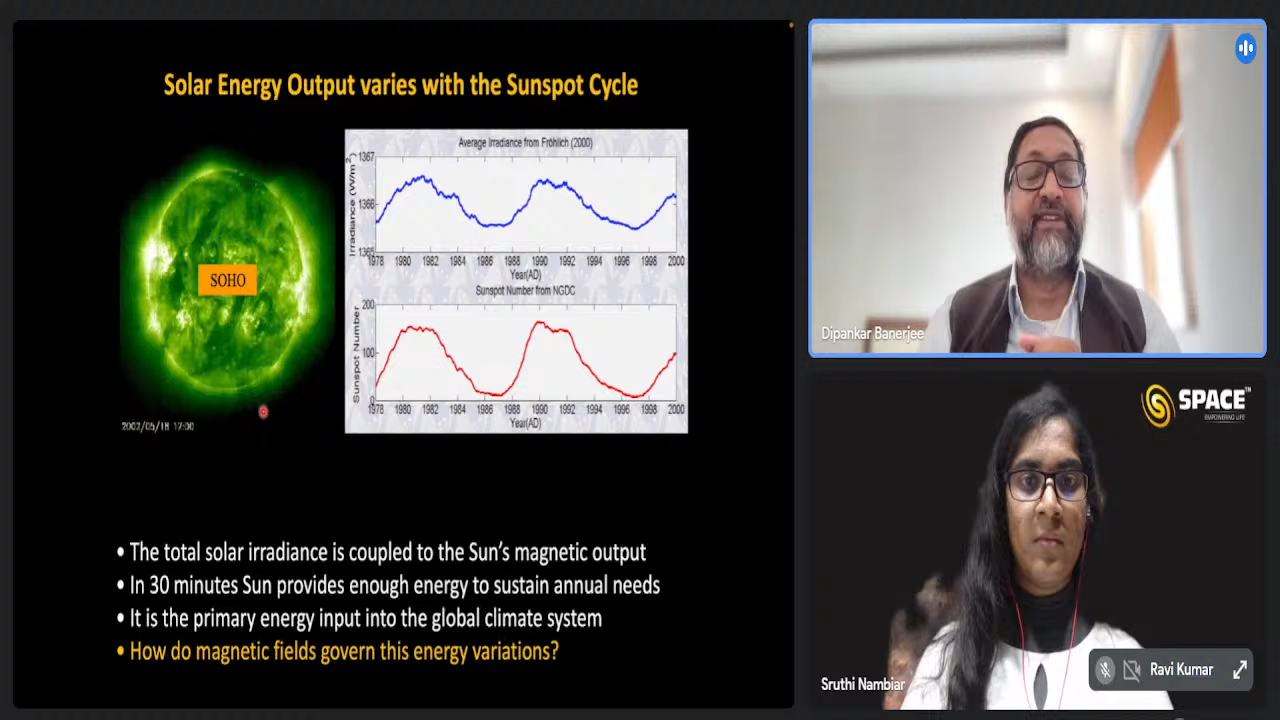 Solar Energy Output varies with the Sunspot Cycle
SOHO
2002/05/18 17:00
Average Irradiance from Fröhlich (2000)
Irradiance (W/m²)
1367
1366
1365
1978 1980 1982 1984 1986 1988 1990 1992 1994 1996 1998 2000
Year(AD)
Sunspot Number from NGDC
Sunspot Number
200
100
0
1978 1980 1982 1984 1986 1988 1990 1992 1994 1996 1998 2000
Year(AD)
• The total solar irradiance is coupled to the Sun's magnetic output
• In 30 minutes Sun provides enough energy to sustain annual needs
• It is the primary energy input into the global climate system
• How do magnetic fields govern this energy variations?
Dipankar Banerjee
SPACE™
EMPOWERING LIFE
Sruthi Nambiar
Ravi Kumar